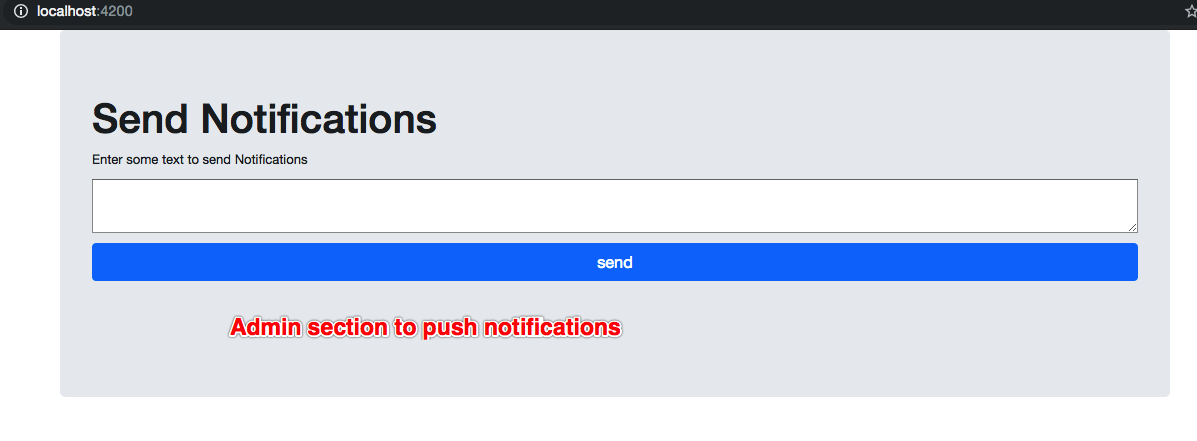 localhost:4200
Send Notifications
Enter some text to send Notifications
send
Admin section to push notifications